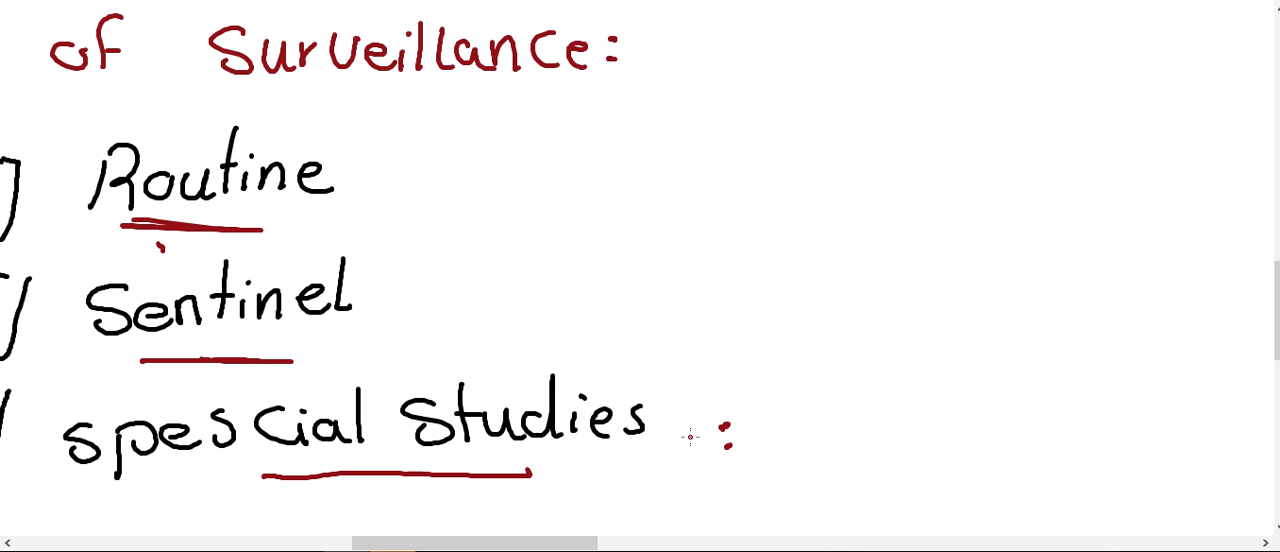 of Surveillance:
Routine
Sentinel
spescial studies :